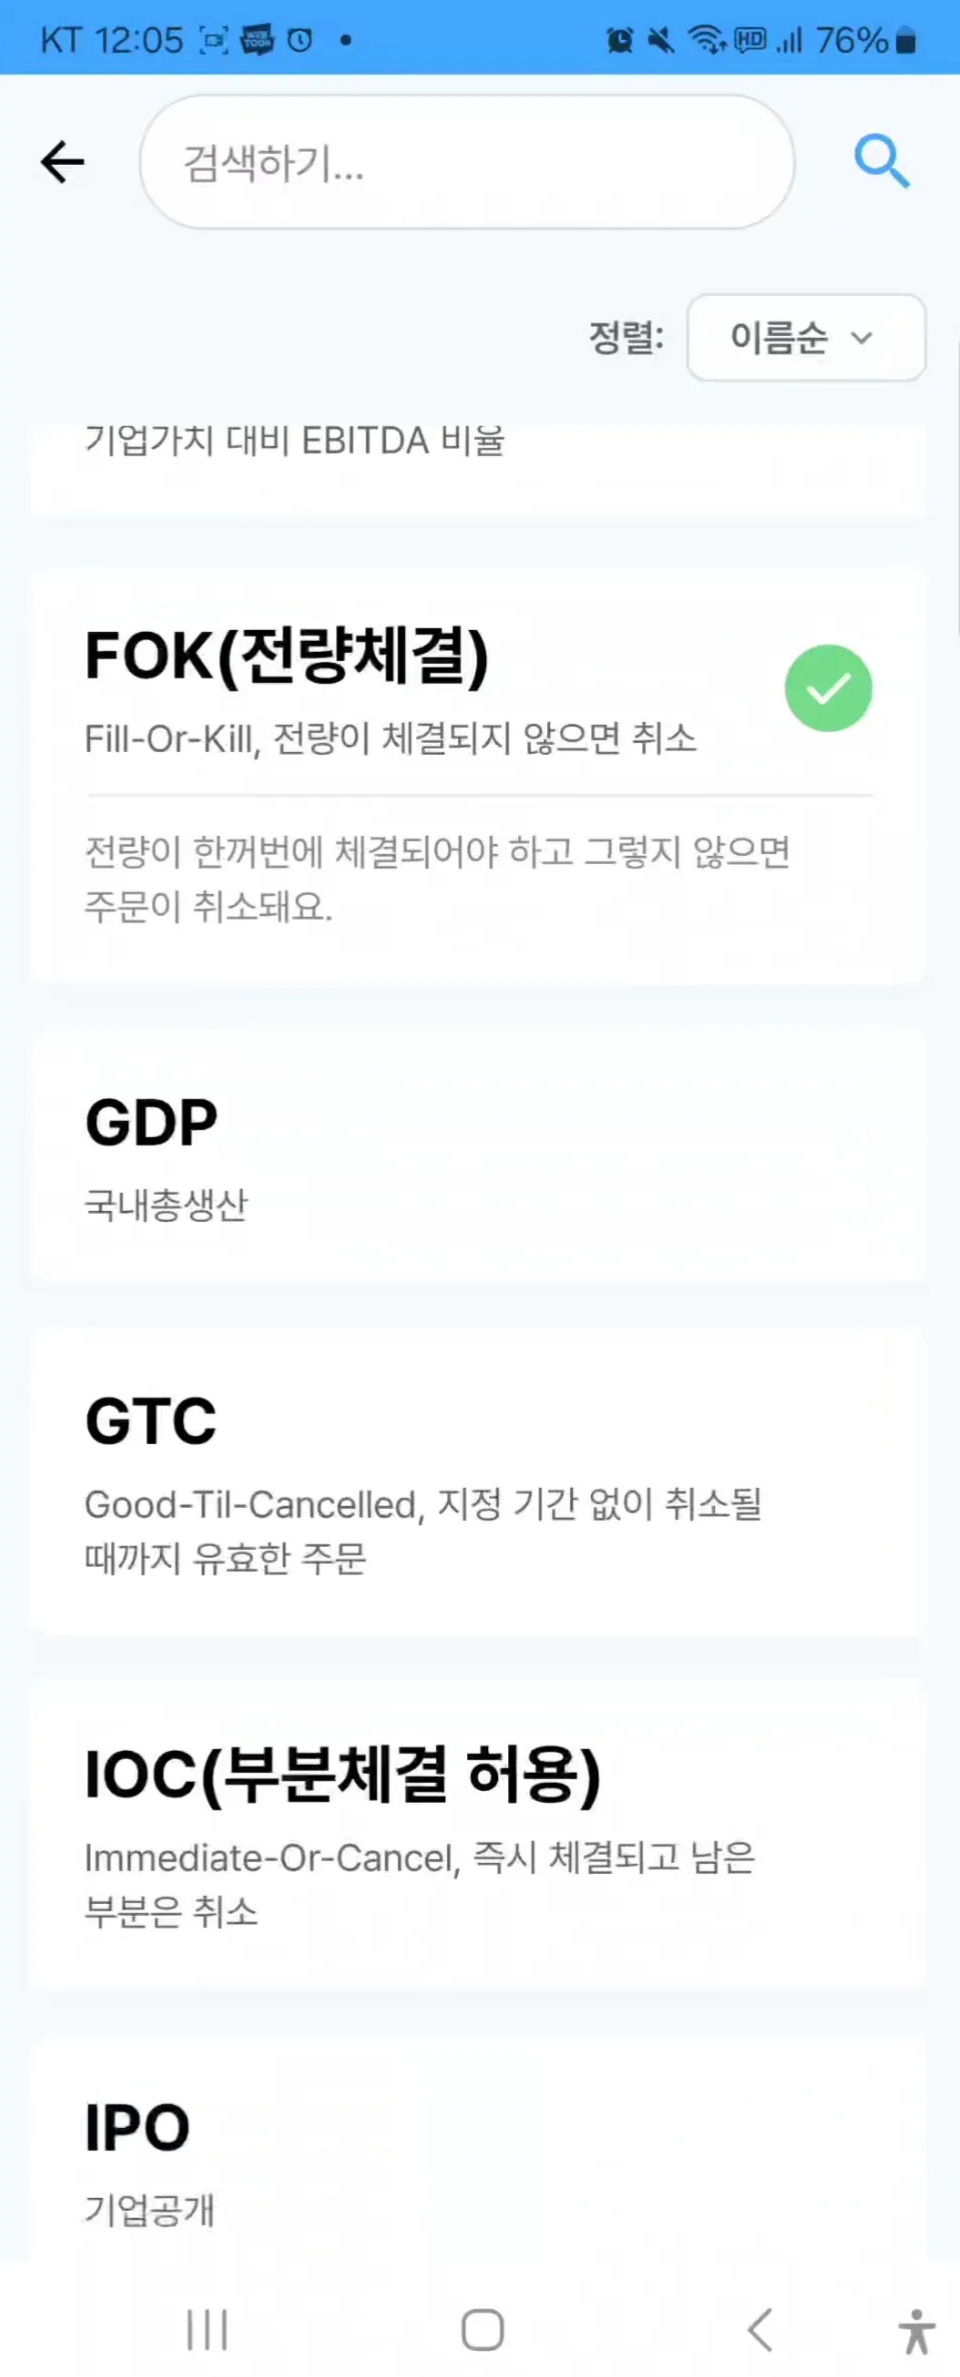 KT 12:05 WEB TOON HD 76%
검색하기...
정렬: 이름순
기업가치 대비 EBITDA 비율
FOK(전량체결)
Fill-Or-Kill, 전량이 체결되지 않으면 취소
전량이 한꺼번에 체결되어야 하고 그렇지 않으면
주문이 취소돼요.
GDP
국내총생산
GTC
Good-Til-Cancelled, 지정 기간 없이 취소될
때까지 유효한 주문
IOC(부분체결 허용)
Immediate-Or-Cancel, 즉시 체결되고 남은
부분은 취소
IPO
기업공개